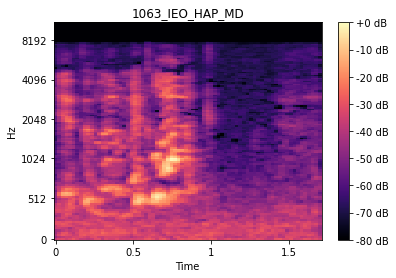 1063_IEO_HAP_MD
Hz
8192
4096
2048
1024
512
0
0
0.5
1
1.5
Time
+0 dB
-10 dB
-20 dB
-30 dB
-40 dB
-50 dB
-60 dB
-70 dB
-80 dB